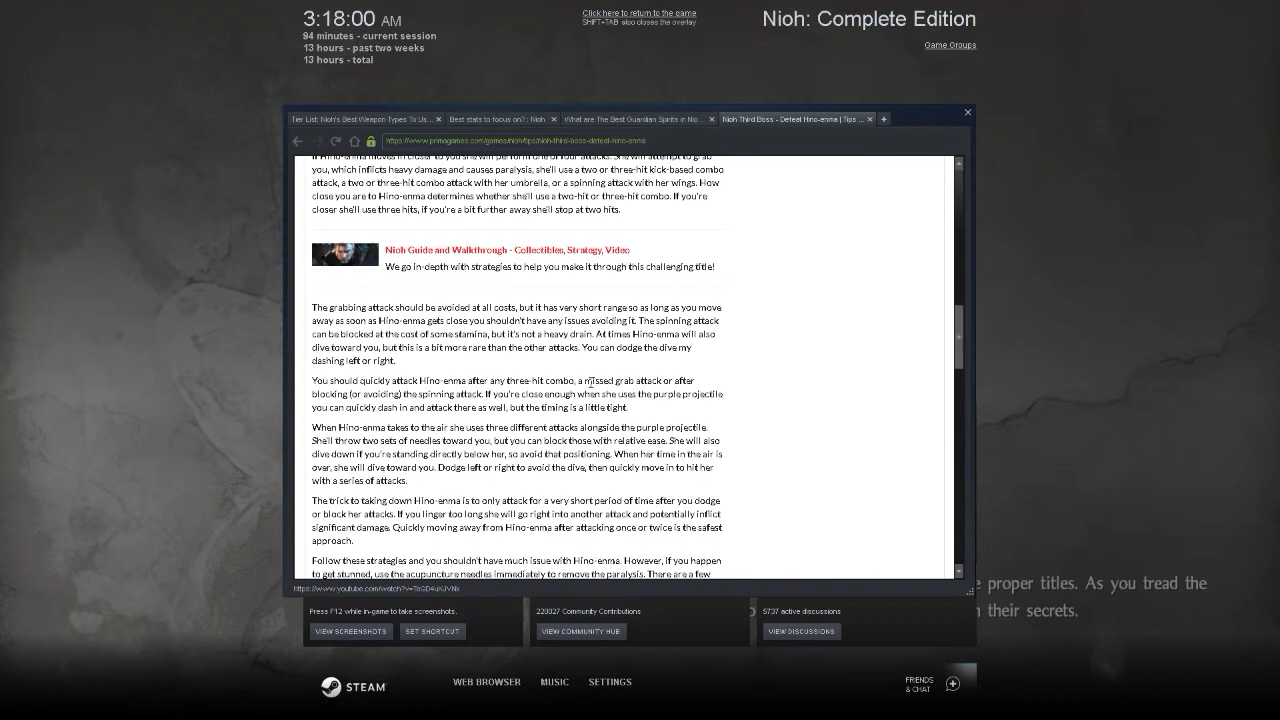 3:18:00 AM
94 minutes - current session
13 hours - past two weeks
13 hours - total
Click here to return to the game
SHIFT+TAB also closes the overlay
Nioh: Complete Edition
Game Groups
Tier List: Nioh's Best Weapon Types To Us...
Best stats to focus on? : Nioh
What are The Best Guardian Spirits in Nio...
Nioh Third Boss - Defeat Hino-enma | Tips ...
https://www.primagames.com/games/nioh/tips/nioh-third-boss-defeat-hino-enma
If Hino-enma moves in closer to you she will perform one of four attacks. She will attempt to grab
you, which inflicts heavy damage and causes paralysis, she'll use a two or three-hit kick-based combo
attack, a two or three-hit combo attack with her umbrella, or a spinning attack with her wings. How
close you are to Hino-enma determines whether she'll use a two-hit or three-hit combo. If you're
closer she'll use three hits, if you're a bit further away she'll stop at two hits.
Nioh Guide and Walkthrough - Collectibles, Strategy, Video
We go in-depth with strategies to help you make it through this challenging title!
The grabbing attack should be avoided at all costs, but it has very short range so as long as you move
away as soon as Hino-enma gets close you shouldn't have any issues avoiding it. The spinning attack
can be blocked at the cost of some stamina, but it's not a heavy drain. At times Hino-enma will also
dive toward you, but this is a bit more rare than the other attacks. You can dodge the dive my
dashing left or right.
You should quickly attack Hino-enma after any three-hit combo, a missed grab attack or after
blocking (or avoiding) the spinning attack. If you're close enough when she uses the purple projectile
you can quickly dash in and attack there as well, but the timing is a little tight.
When Hino-enma takes to the air she uses three different attacks alongside the purple projectile.
She'll throw two sets of needles toward you, but you can block those with relative ease. She will also
dive down if you're standing directly below her, so avoid that positioning. When her time in the air is
over, she will dive toward you. Dodge left or right to avoid the dive, then quickly move in to hit her
with a series of attacks.
The trick to taking down Hino-enma is to only attack for a very short period of time after you dodge
or block her attacks. If you linger too long she will go right into another attack and potentially inflict
significant damage. Quickly moving away from Hino-enma after attacking once or twice is the safest
approach.
Follow these strategies and you shouldn't have much issue with Hino-enma. However, if you happen
to get stunned, use the acupuncture needles immediately to remove the paralysis. There are a few
proper titles. As you tread the
their secrets.
Press F12 while in-game to take screenshots.
VIEW SCREENSHOTS
SET SHORTCUT
220027 Community Contributions
VIEW COMMUNITY HUB
5737 active discussions
VIEW DISCUSSIONS
STEAM
WEB BROWSER
MUSIC
SETTINGS
FRIENDS
& CHAT